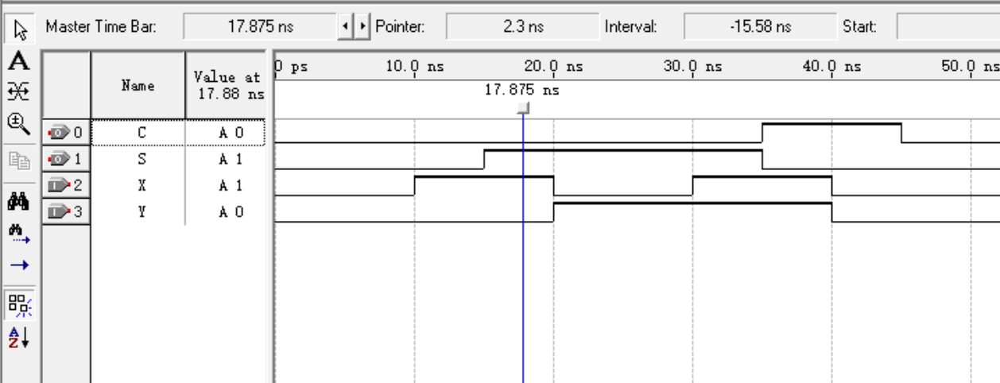 Master Time Bar: 17.875 ns Pointer: 2.3 ns Interval: -15.58 ns Start:
A
Name
Value at
17.88 ns
0 ps 10.0 ns 20.0 ns 30.0 ns 40.0 ns 50.0 ns
17.875 ns
0 C A 0
1 S A 1
2 X A 1
3 Y A 0
A
Z